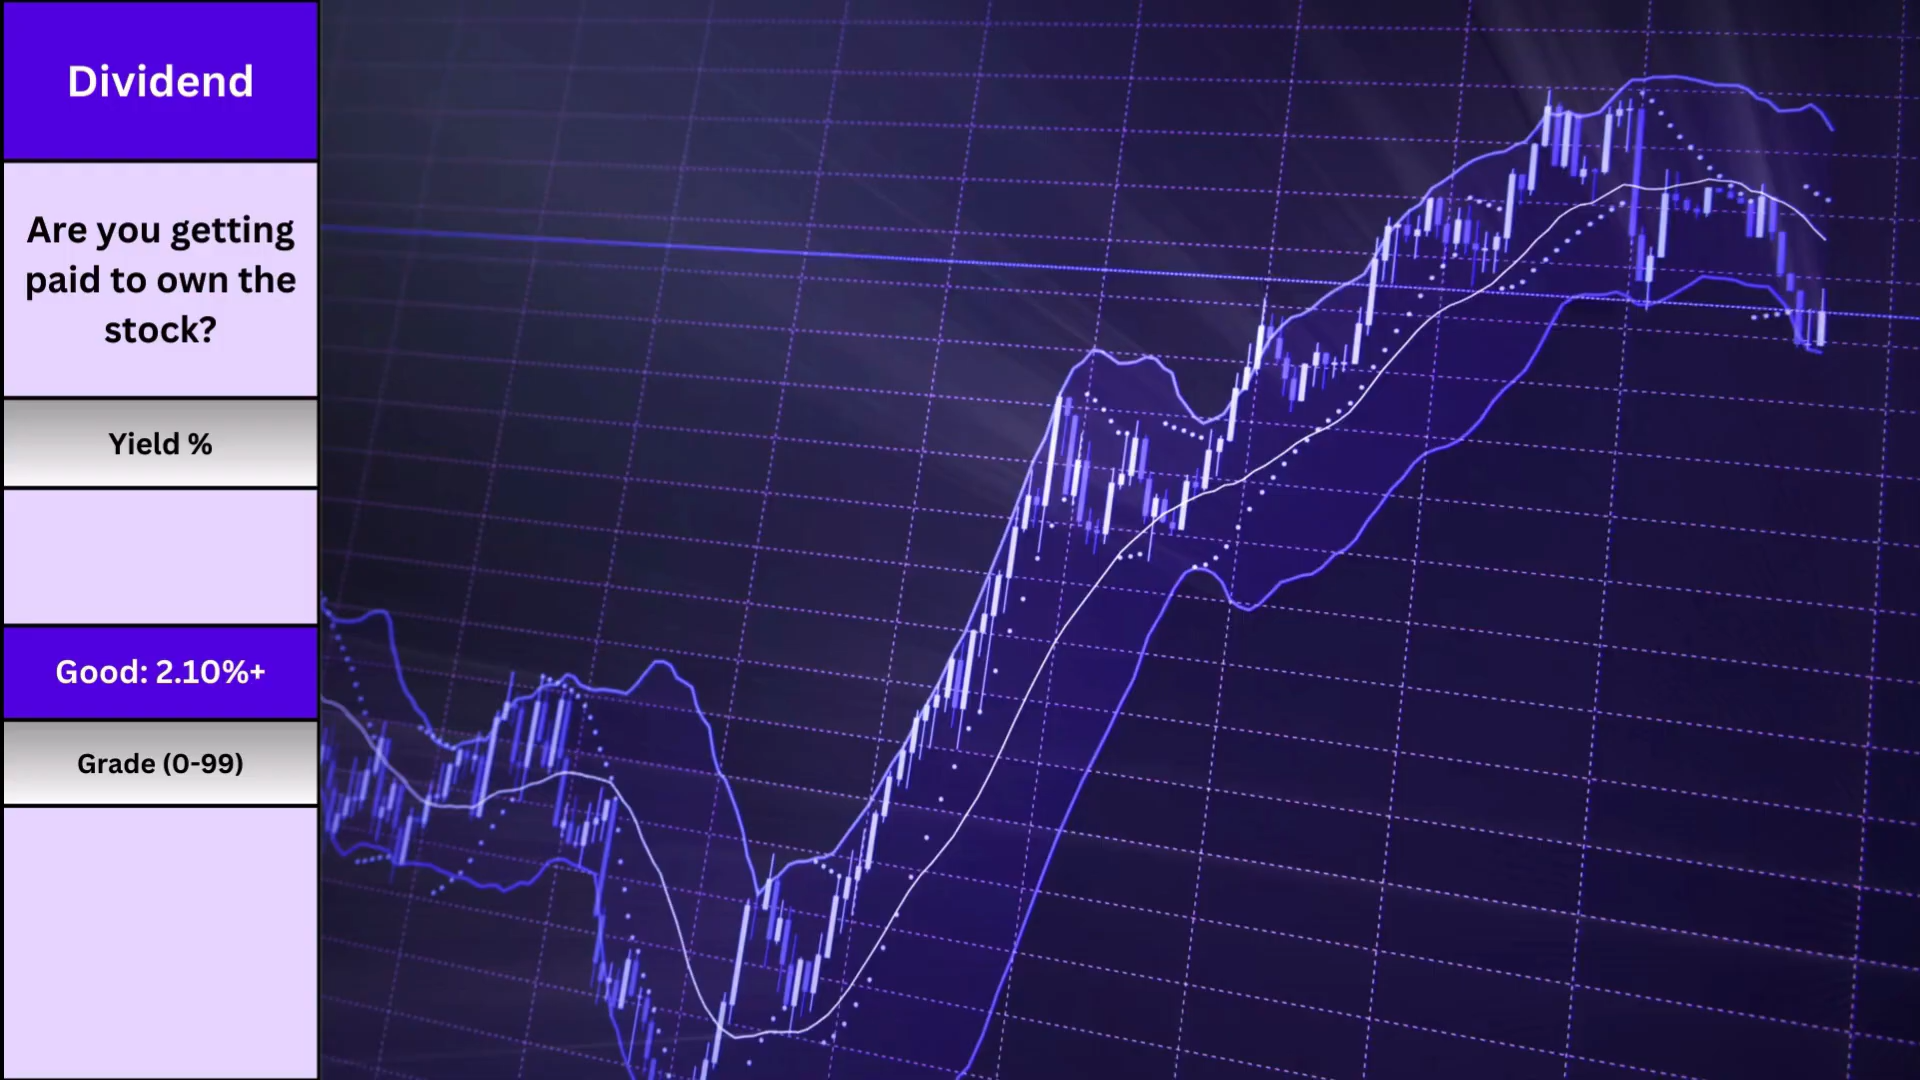 Dividend
Are you getting
paid to own the
stock?
Yield %
Good: 2.10%+
Grade (0-99)